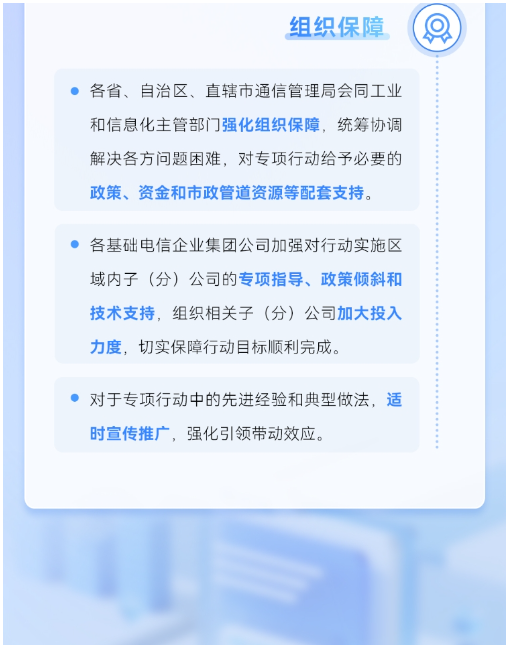 组织保障
各省、自治区、直辖市通信管理局会同工业
和信息化主管部门强化组织保障，统筹协调
解决各方问题困难，对专项行动给予必要的
政策、资金和市政管道资源等配套支持。
各基础电信企业集团公司加强对行动实施区
域内子（分）公司的专项指导、政策倾斜和
技术支持，组织相关子（分）公司加大投入
力度，切实保障行动目标顺利完成。
对于专项行动中的先进经验和典型做法，适
时宣传推广，强化引领带动效应。